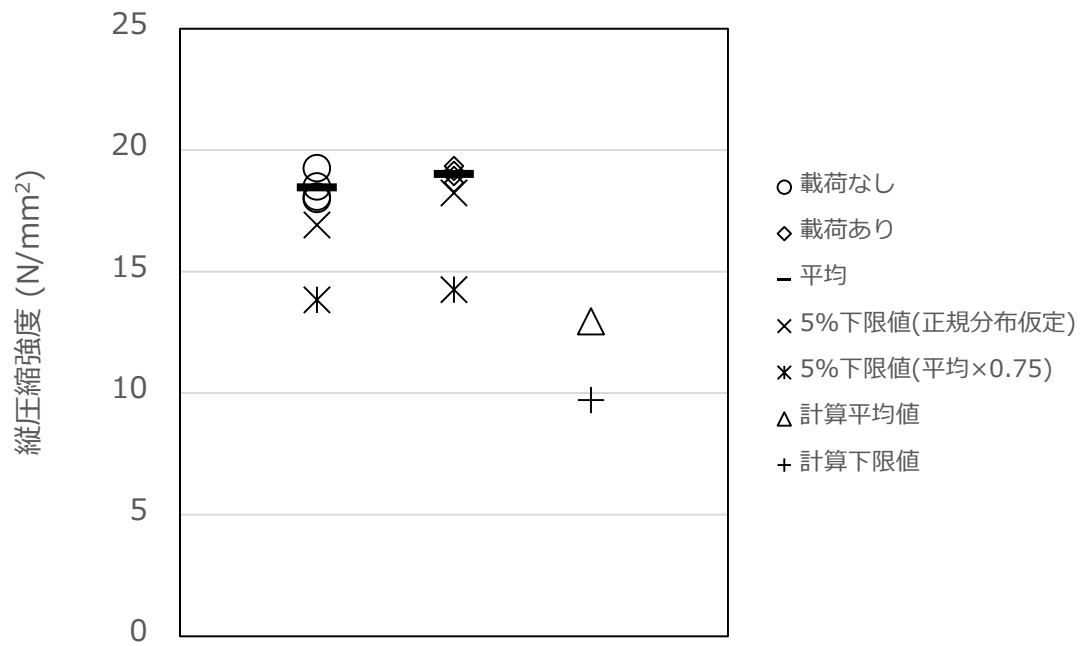 25
20
15
10
5
0
縦圧縮強度 (N/mm²)
載荷なし
載荷あり
平均
5%下限値(正規分布仮定)
5%下限値(平均×0.75)
計算平均値
計算下限値